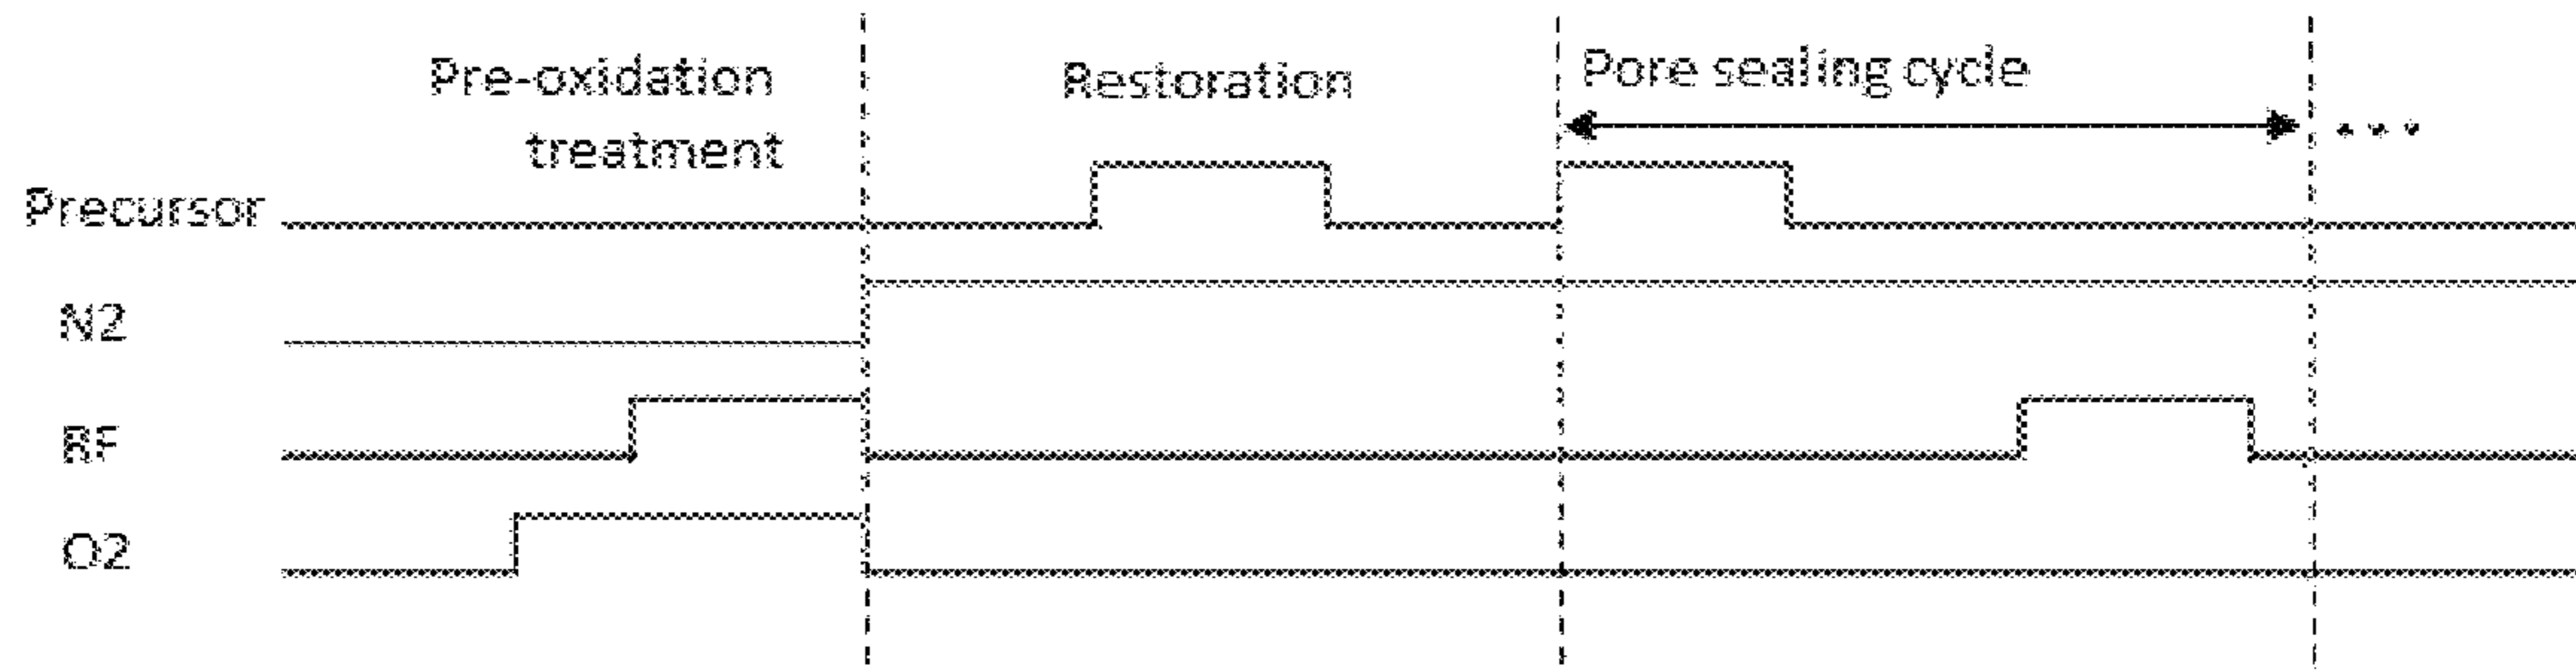 Pre-oxidation
treatment
Restoration
Pore sealing cycle
...
Precursor
N2
RF
O2